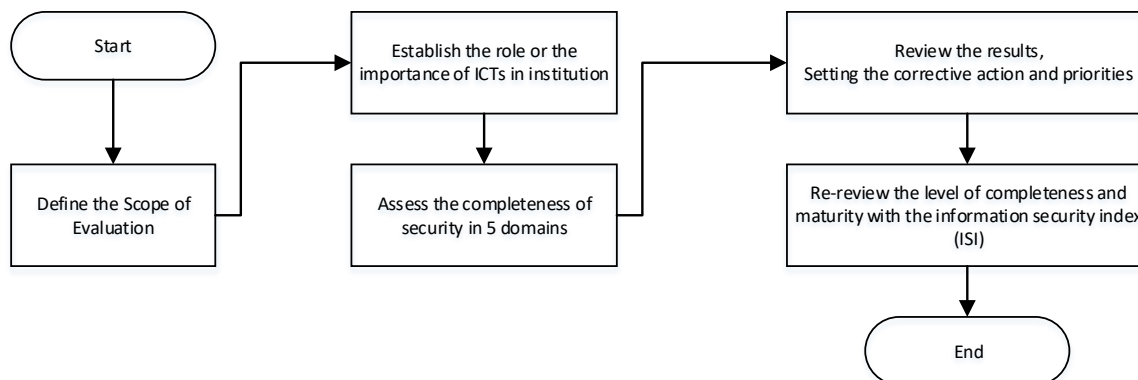 Start
Define the Scope of
Evaluation
Establish the role or the
importance of ICTs in institution
Assess the completeness of
security in 5 domains
Review the results,
Setting the corrective action and priorities
Re-review the level of completeness and
maturity with the information security index
(ISI)
End